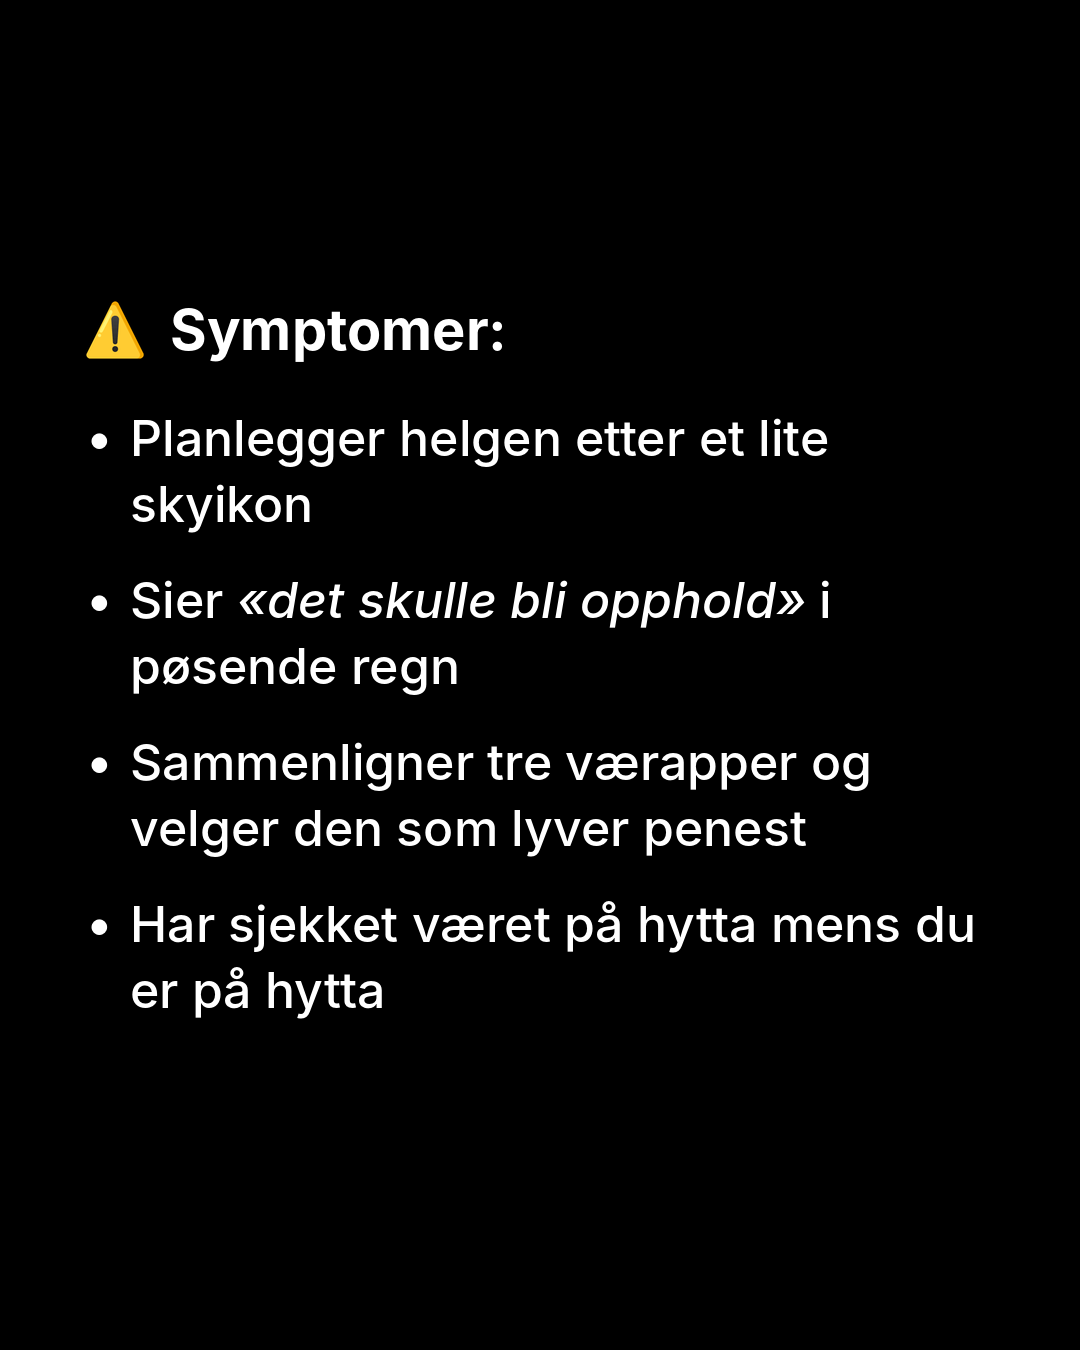 ⚠️ Symptomer:
• Planlegger helgen etter et lite
skyikon
• Sier «det skulle bli opphold» i
pøsende regn
• Sammenligner tre værapper og
velger den som lyver penest
• Har sjekket været på hytta mens du
er på hytta